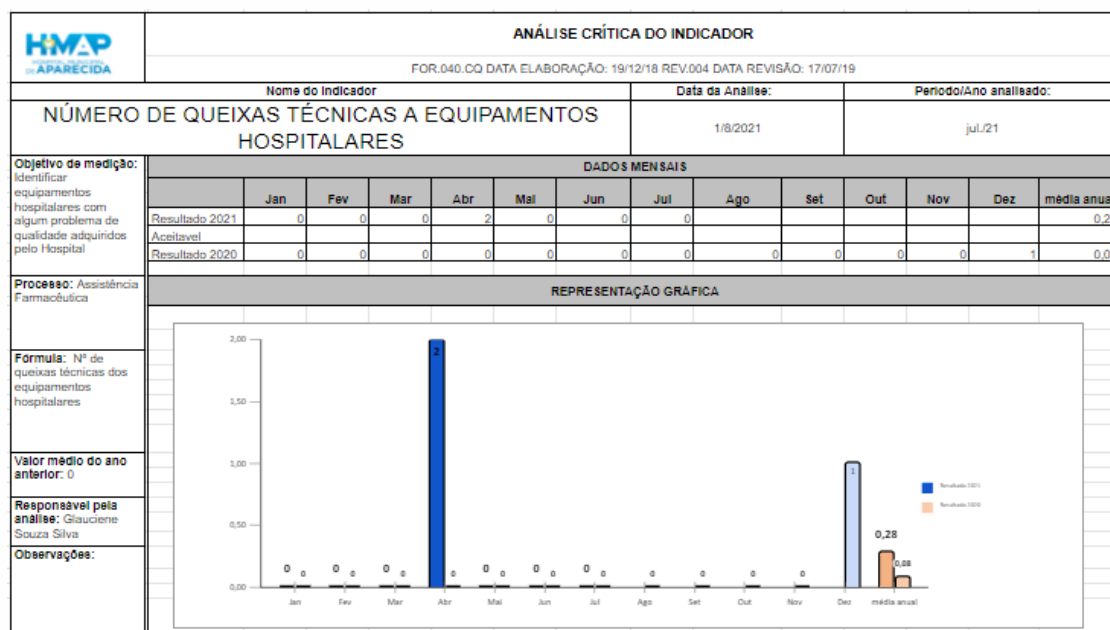 HMAP
HOSPITAL MUNICIPAL
DE APARECIDA
ANÁLISE CRÍTICA DO INDICADOR
FOR.040.CQ DATA ELABORAÇÃO: 19/12/18 REV.004 DATA REVISÃO: 17/07/19
Nome do Indicador
Data da Análise:
Período/Ano analisado:
NÚMERO DE QUEIXAS TÉCNICAS A EQUIPAMENTOS
HOSPITALARES
1/8/2021
jul./21
Objetivo de medição:
Identificar
equipamentos
hospitalares com
algum problema de
qualidade adquiridos
pelo Hospital
DADOS MENSAIS
Jan Fev Mar Abr Mai Jun Jul Ago Set Out Nov Dez média anual
Resultado 2021 0 0 0 2 0 0 0 0,2
Aceitavel
Resultado 2020 0 0 0 0 0 0 0 0 0 0 0 1 0,0
Processo: Assistência
Farmacêutica
REPRESENTAÇÃO GRÁFICA
Fórmula: Nº de
queixas técnicas dos
equipamentos
hospitalares
Valor médio do ano
anterior: 0
Responsável pela
análise: Glauciene
Souza Silva
Observações:
2,00
2
1,50
1,00
1
Resultado 2021
Resultado 2020
0,50
0,28
0,08
0 0 0 0 0 0 0 0 0 0 0 0 0 0 0 0 0
0,00
Jan Fev Mar Abr Mai Jun Jul Ago Set Out Nov Dez média anual